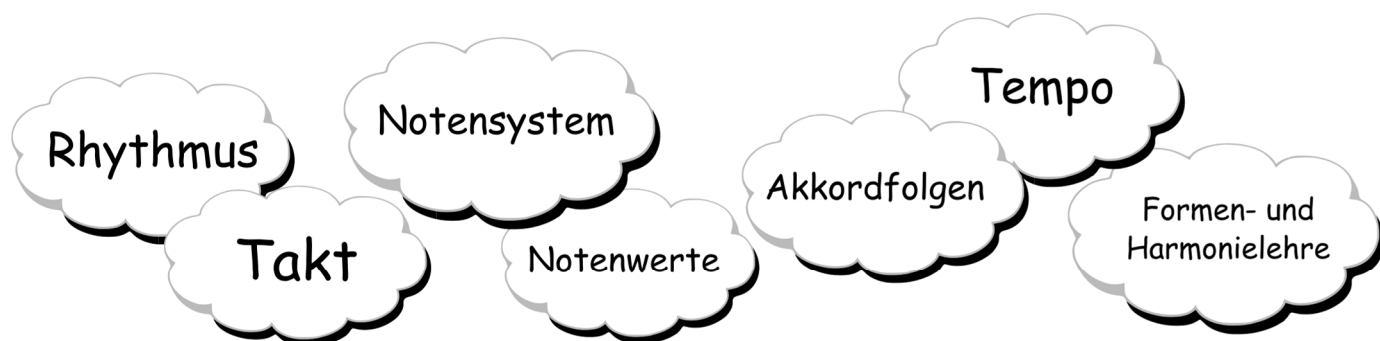 Rhythmus
Takt
Notensystem
Notenwerte
Akkordfolgen
Tempo
Formen- und
Harmonielehre